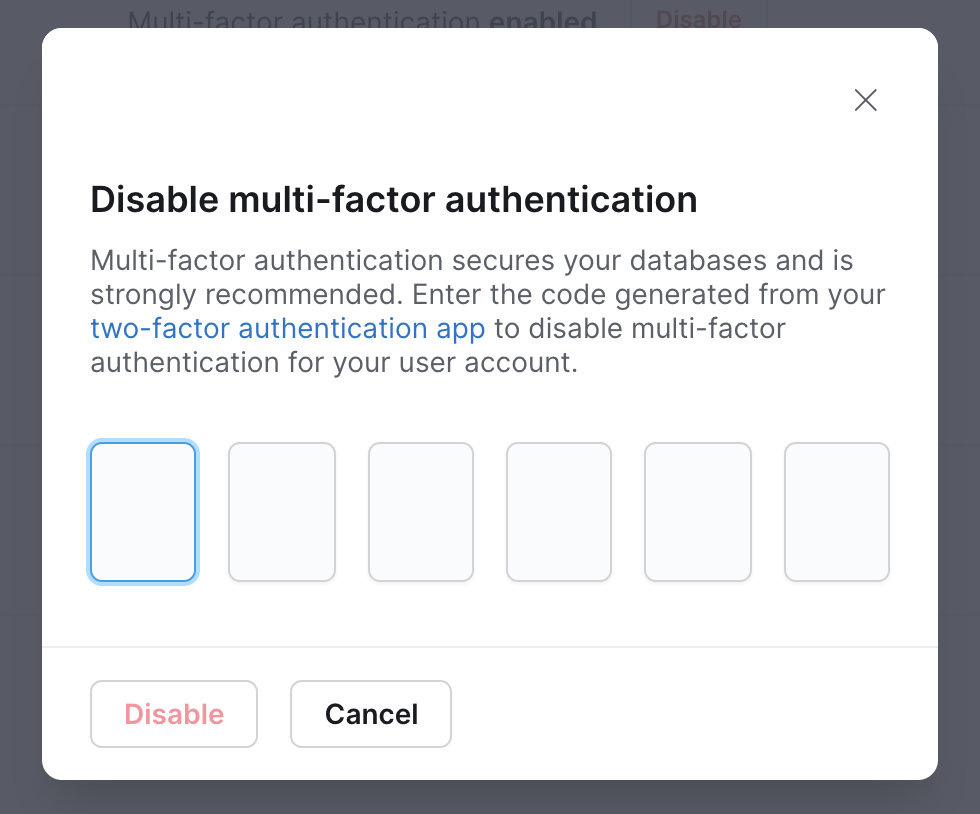 Multi-factor authentication enabled Disable
Disable multi-factor authentication
Multi-factor authentication secures your databases and is
strongly recommended. Enter the code generated from your
two-factor authentication app to disable multi-factor
authentication for your user account.
Disable Cancel